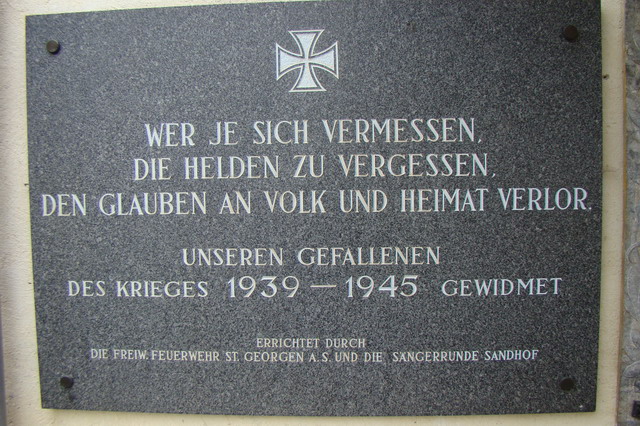 WER JE SICH VERMESSEN,
DIE HELDEN ZU VERGESSEN,
DEN GLAUBEN AN VOLK UND HEIMAT VERLOR.
UNSEREN GEFALLENEN
DES KRIEGES 1939 — 1945 GEWIDMET
ERRICHTET DURCH
DIE FREIW. FEUERWEHR ST. GEORGEN A. S. UND DIE SÄNGERRUNDE SANDHOF